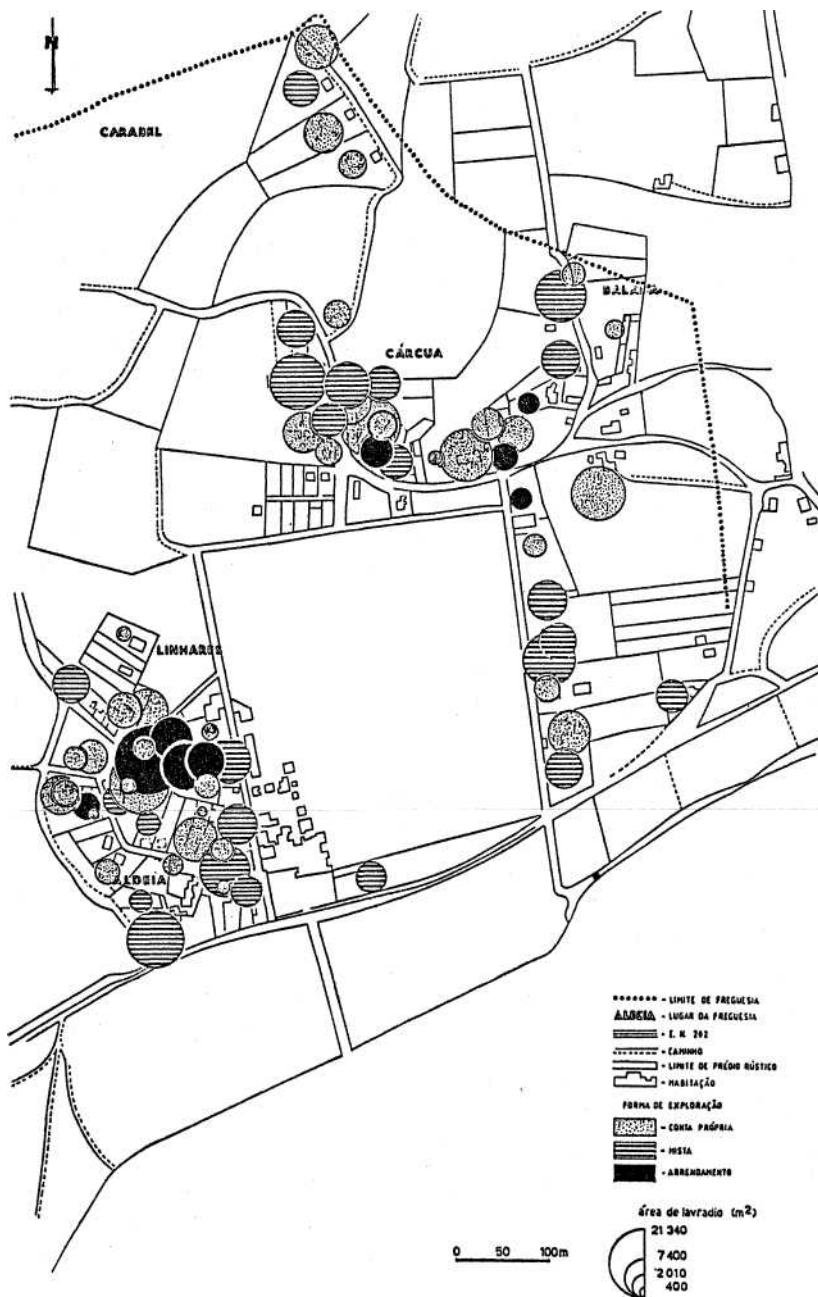 N
CARABEL
CÁRCUA
LINHARES
ALDEIA
- LIMITE DE FREGUESIA
ALDEIA - LUGAR DA FREGUESIA
- E. N. 202
- CAMINHO
- LIMITE DE PRÉDIO RÚSTICO
- HABITAÇÃO
FORMA DE EXPLORAÇÃO
- CONTA PRÓPRIA
- MISTA
- ARRENDAMENTO
área de lavradio (m2)
21 340
7 400
2 010
400
0 50 100m